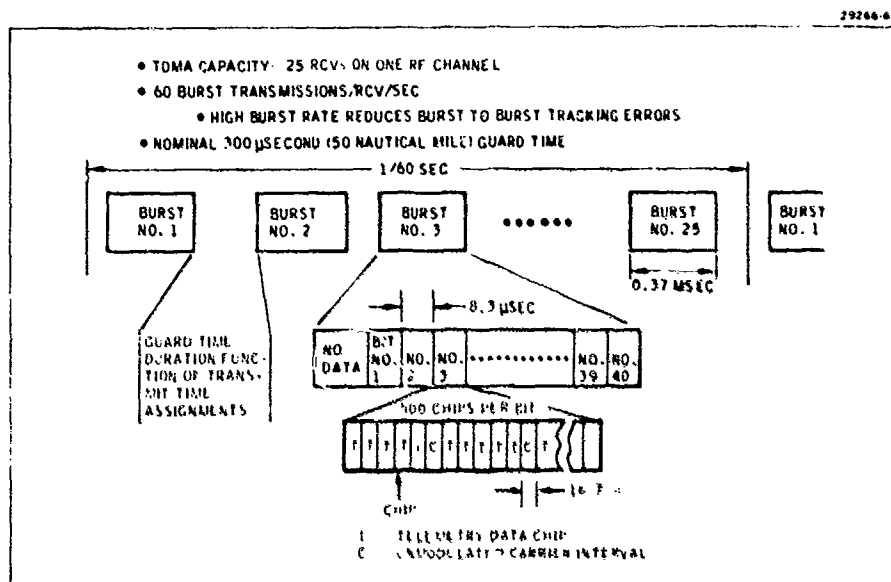 29266-6
• TDMA CAPACITY- 25 RCVs ON ONE RF CHANNEL
• 60 BURST TRANSMISSIONS/RCV/SEC
• HIGH BURST RATE REDUCES BURST TO BURST TRACKING ERRORS
• NOMINAL 300 μSECOND (50 NAUTICAL MILE) GUARD TIME
1/60 SEC
BURST NO. 1
BURST NO. 2
BURST NO. 3
••••••
BURST NO. 25
BURST NO. 1
0.37 MSEC
8.3 μSEC
GUARD TIME
DURATION FUNC-
TION OF TRANS-
MIT TIME
ASSIGNMENTS
NO DATA
BIT NO. 1
NO.
NO. 3
NO. 39
NO. 40
CHIPS PER BIT
T T T T C T T T T C T
CHIP
TELEMETRY DATA CHIP
C UNMODULATED CARRIER INTERVAL